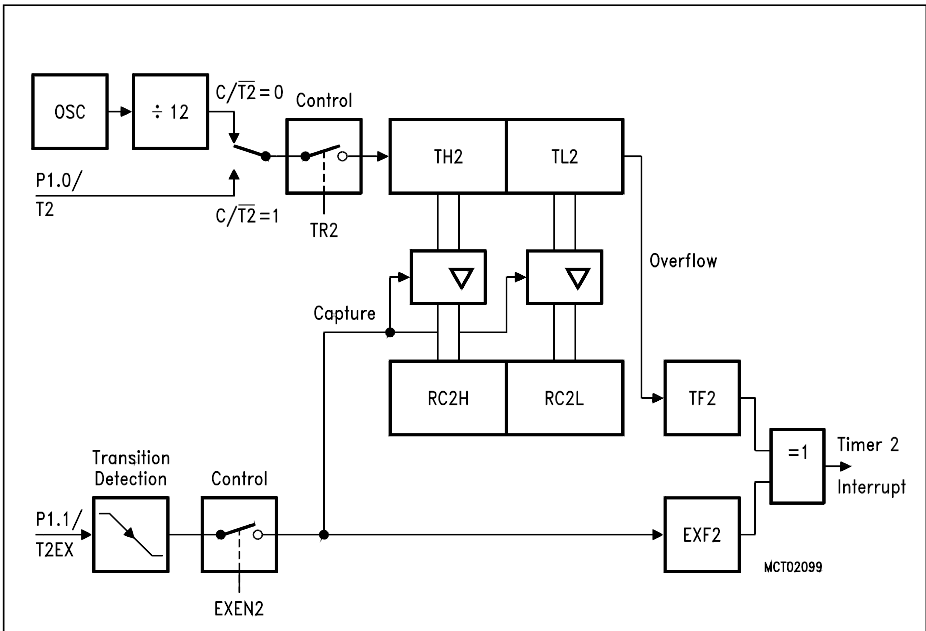 OSC
÷ 12
C/T2̅=0
Control
TH2
TL2
P1.0/
T2
C/T2̅=1
TR2
Overflow
Capture
RC2H
RC2L
TF2
Transition
Detection
Control
=1
Timer 2
Interrupt
P1.1/
T2EX
EXF2
EXEN2
MCT02099